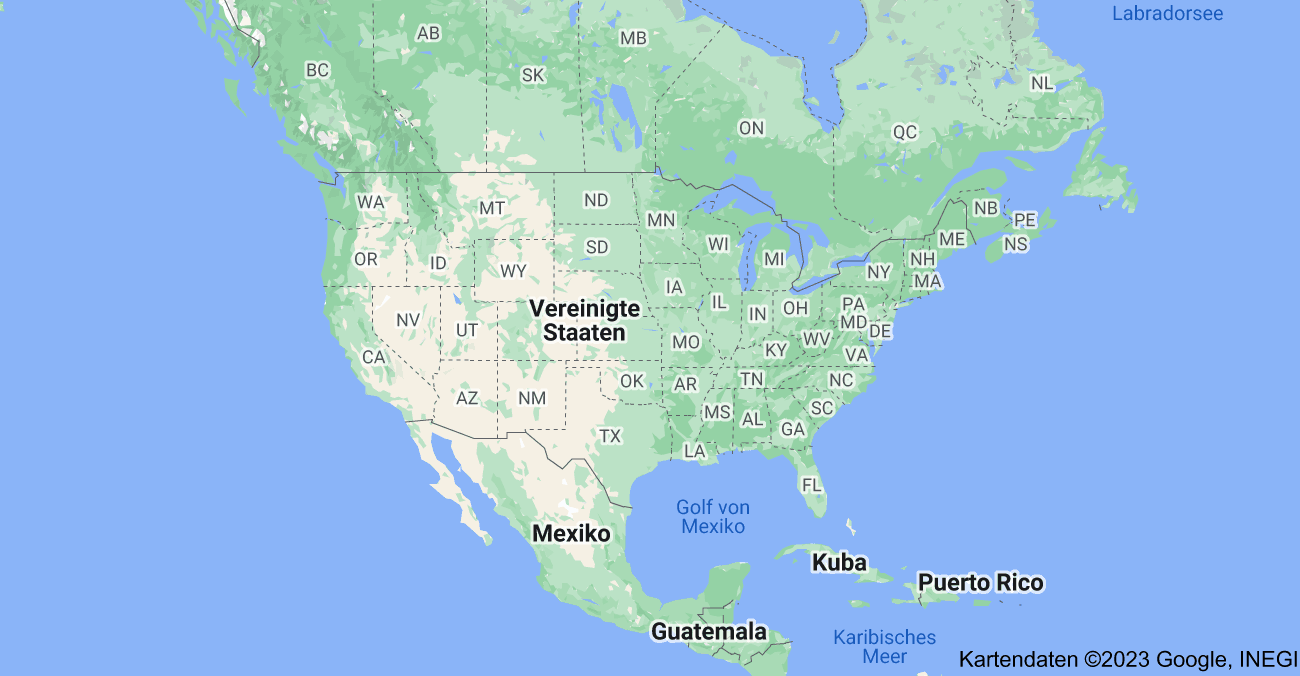 Labradorsee
AB
MB
BC
SK
NL
ON
QC
WA
MT
ND
MN
NB
PE
OR
ID
WY
SD
WI
MI
ME
NS
NH
NY
MA
IA
IL
IN
OH
PA
MD
DE
Vereinigte
Staaten
NV
UT
MO
KY
WV
VA
CA
AZ
NM
OK
AR
TN
NC
MS
AL
SC
GA
TX
LA
FL
Golf von
Mexiko
Mexiko
Kuba
Puerto Rico
Guatemala
Karibisches
Meer
Kartendaten ©2023 Google, INEGI